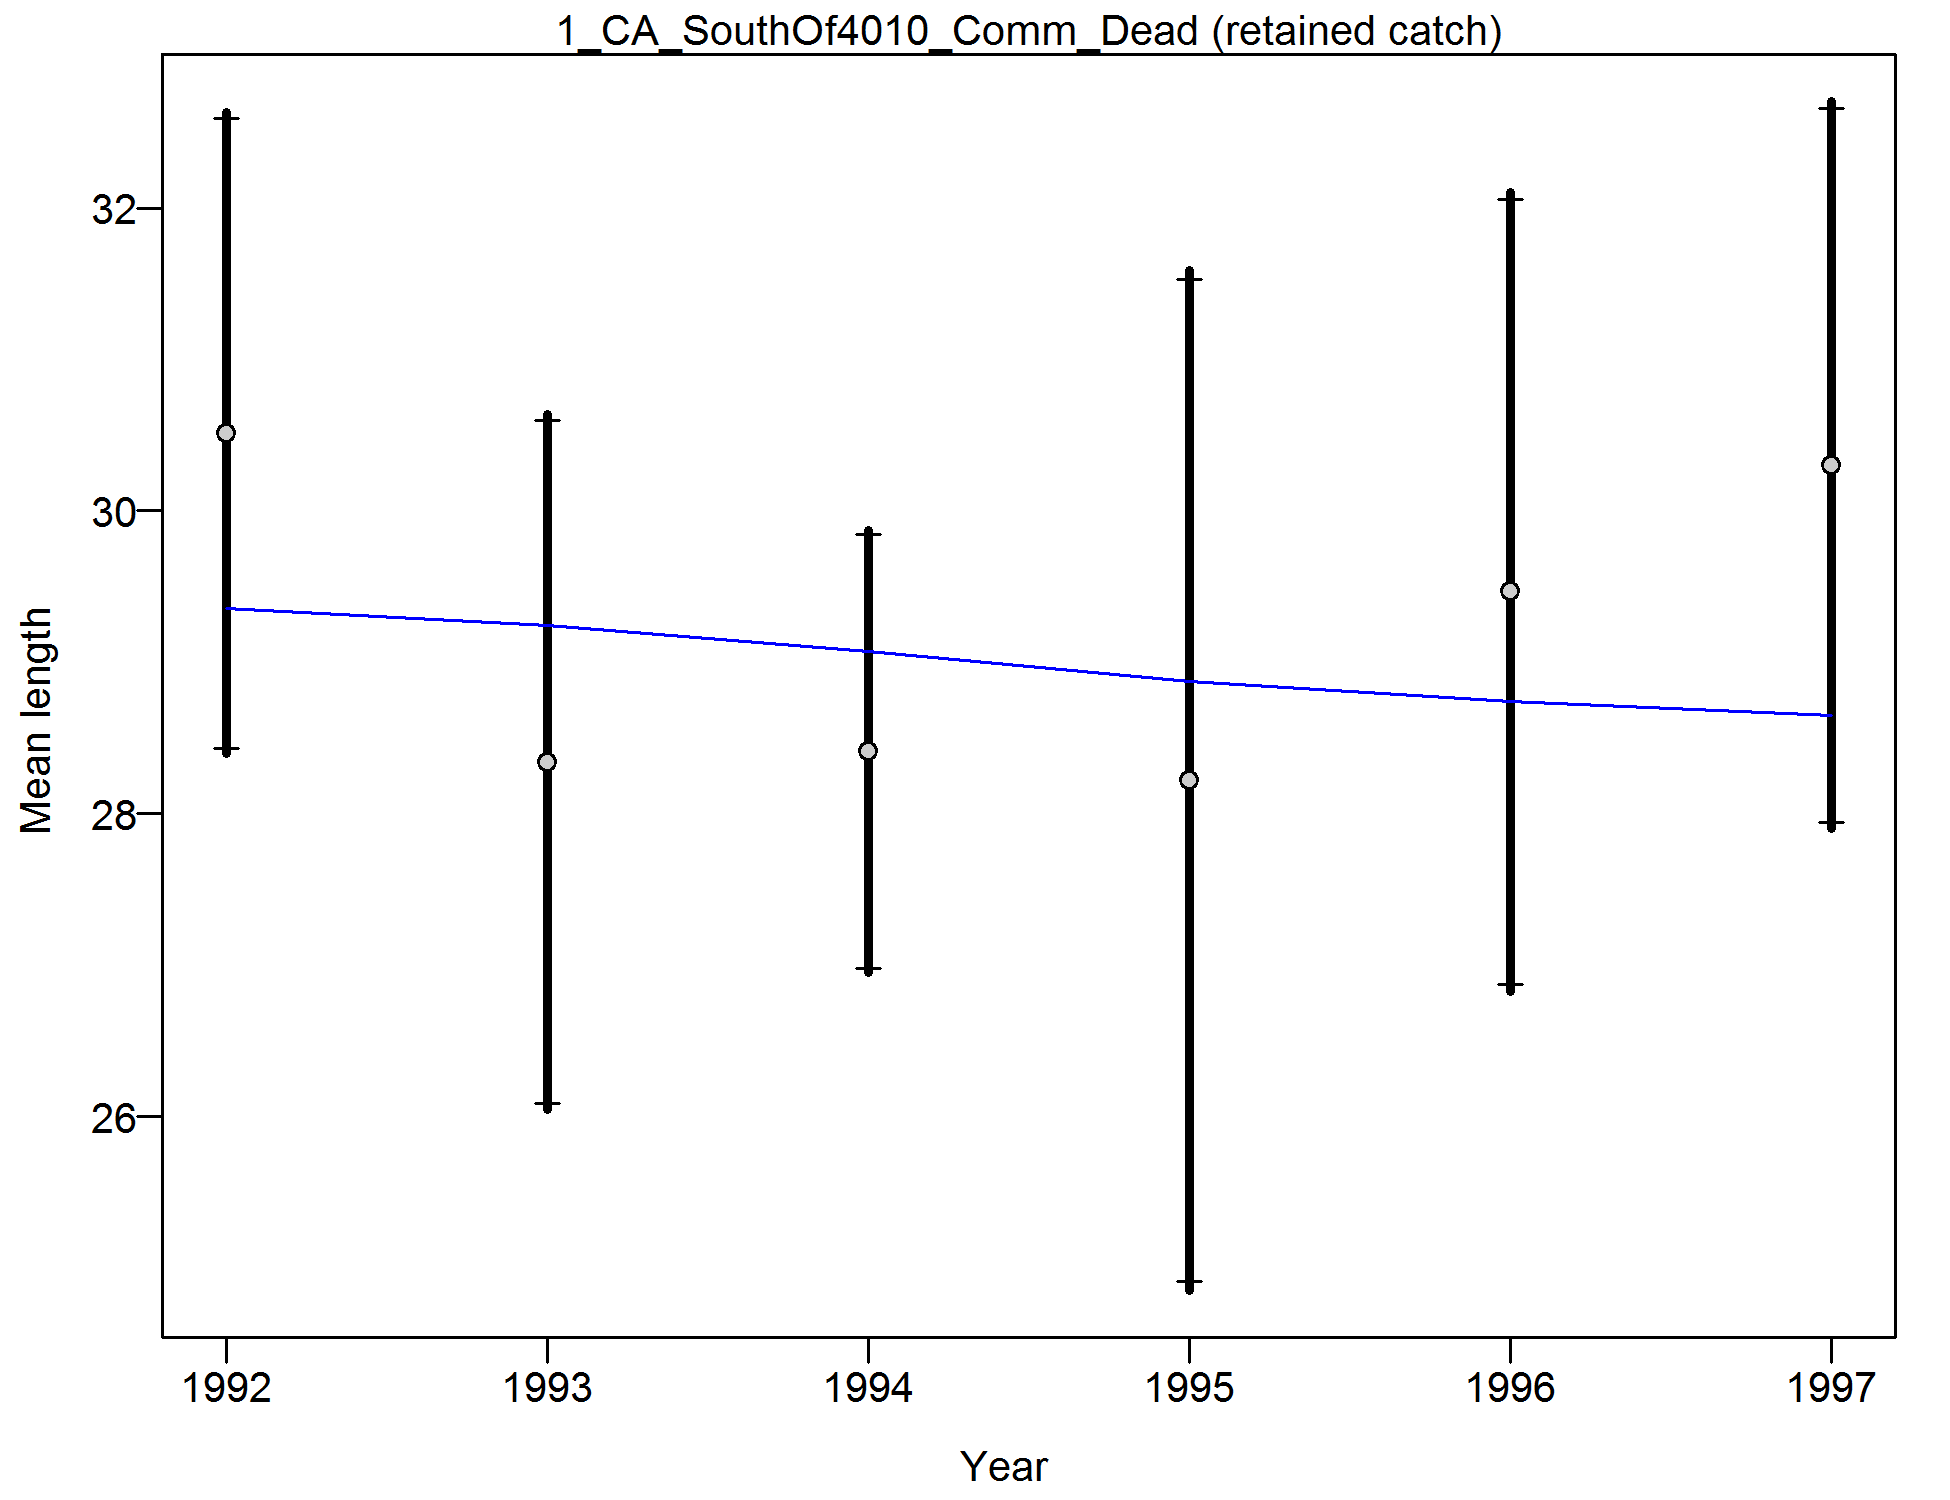 1_CA_SouthOf4010_Comm_Dead (retained catch)
32
30
28
26
Mean length
1992 1993 1994 1995 1996 1997
Year